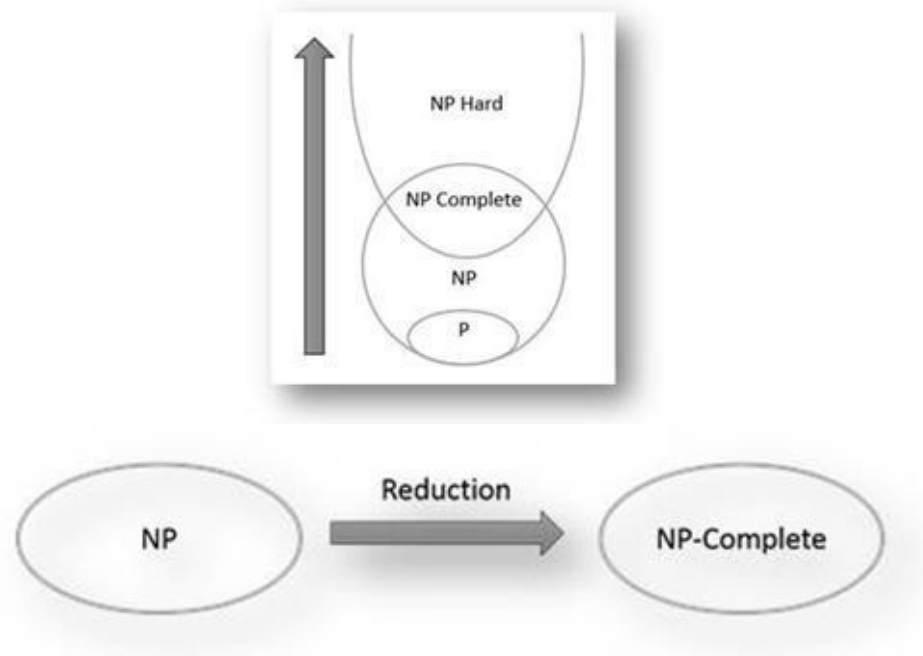 NP Hard
NP Complete
NP
P
Reduction
NP
NP-Complete